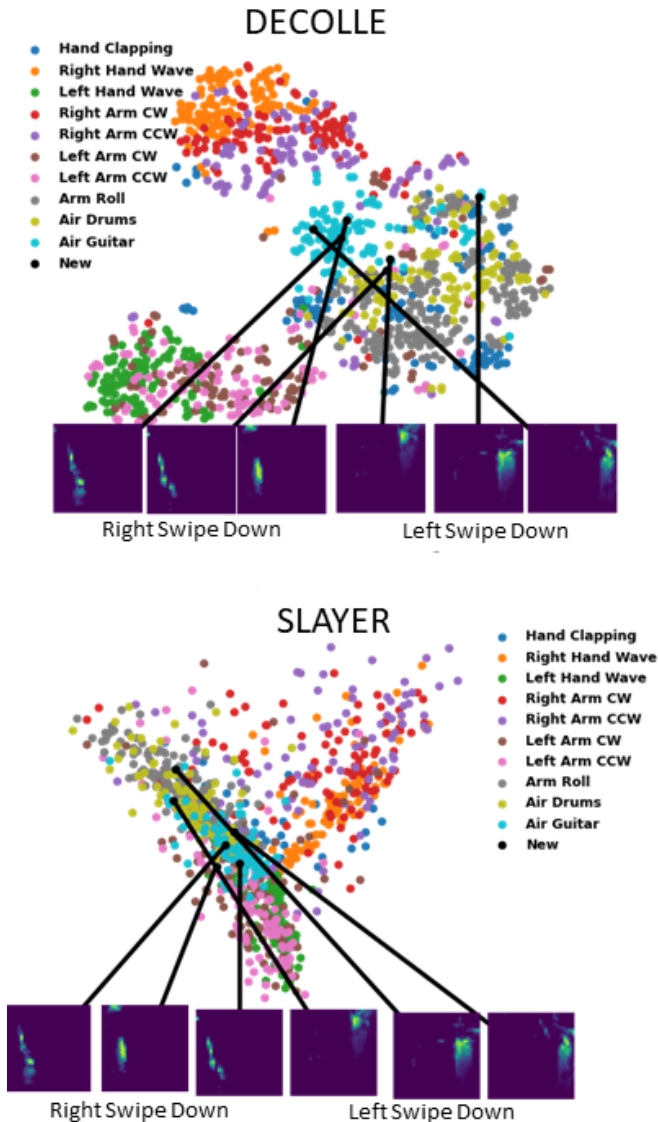 DECOLLE
Hand Clapping
Right Hand Wave
Left Hand Wave
Right Arm CW
Right Arm CCW
Left Arm CW
Left Arm CCW
Arm Roll
Air Drums
Air Guitar
New
Right Swipe Down
Left Swipe Down
SLAYER
Hand Clapping
Right Hand Wave
Left Hand Wave
Right Arm CW
Right Arm CCW
Left Arm CW
Left Arm CCW
Arm Roll
Air Drums
Air Guitar
New
Right Swipe Down
Left Swipe Down